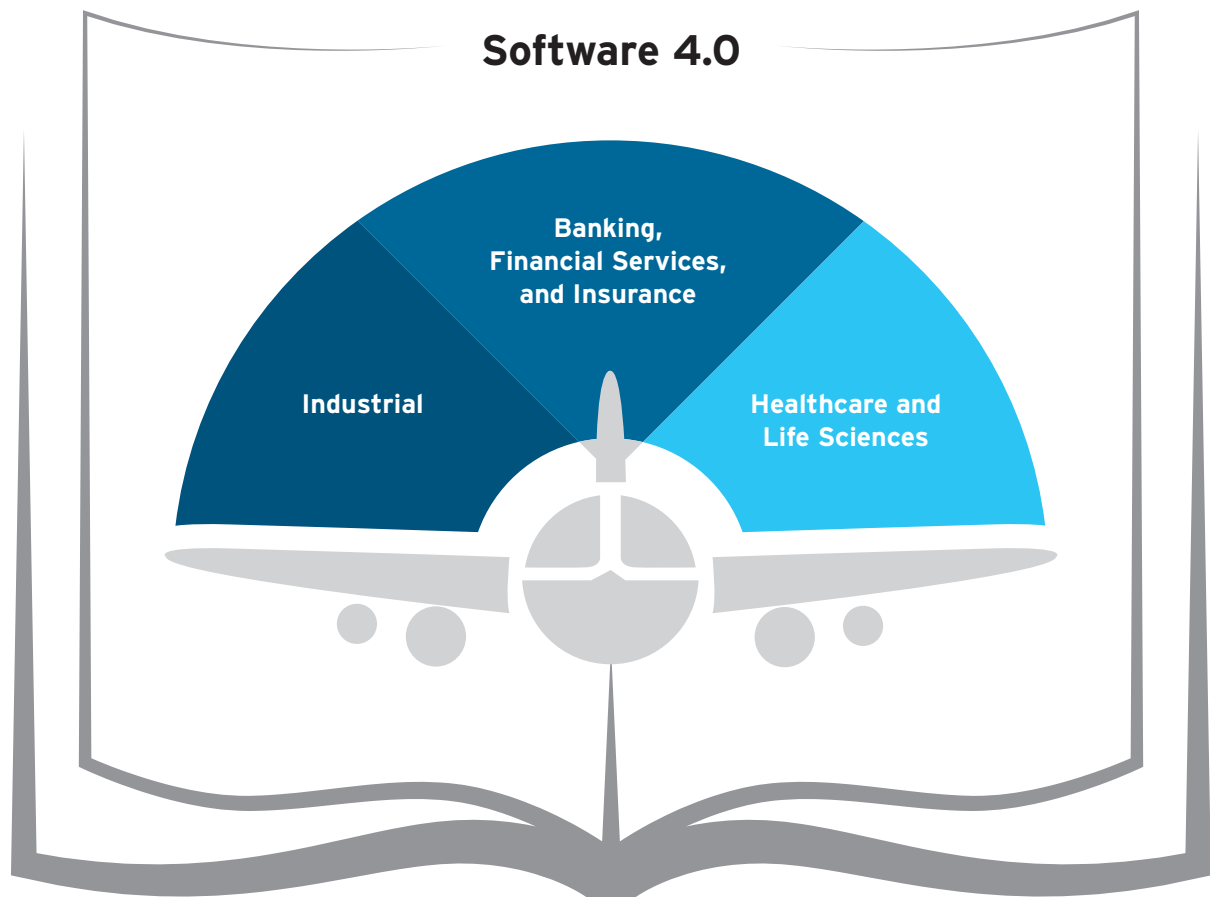 Software 4.0
Banking,
Financial Services,
and Insurance
Industrial
Healthcare and
Life Sciences